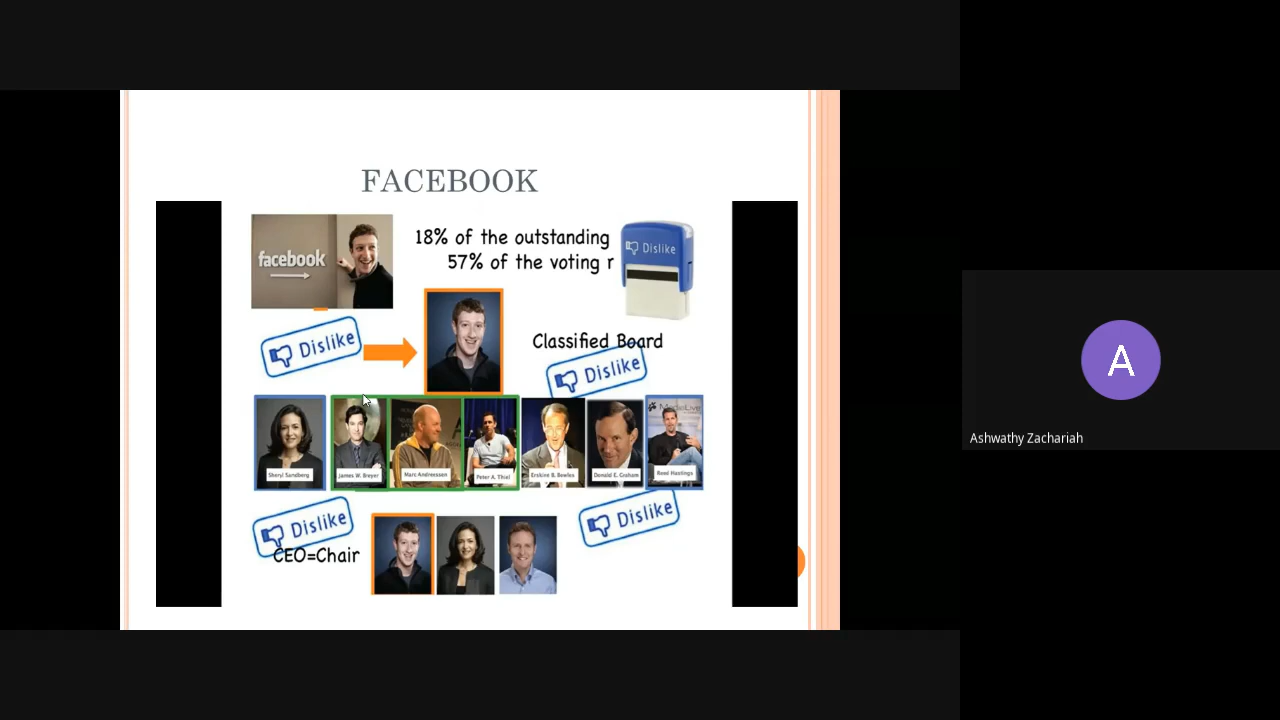 FACEBOOK
facebook
18% of the outstanding
57% of the voting r
Dislike
Dislike
Classified Board
Dislike
Sheryl Sandberg
James W. Breyer
Marc Andreessen
Peter A. Thiel
Erskine B. Bowles
Donald E. Graham
Reed Hastings
Dislike
Dislike
CEO=Chair
A
Ashwathy Zachariah